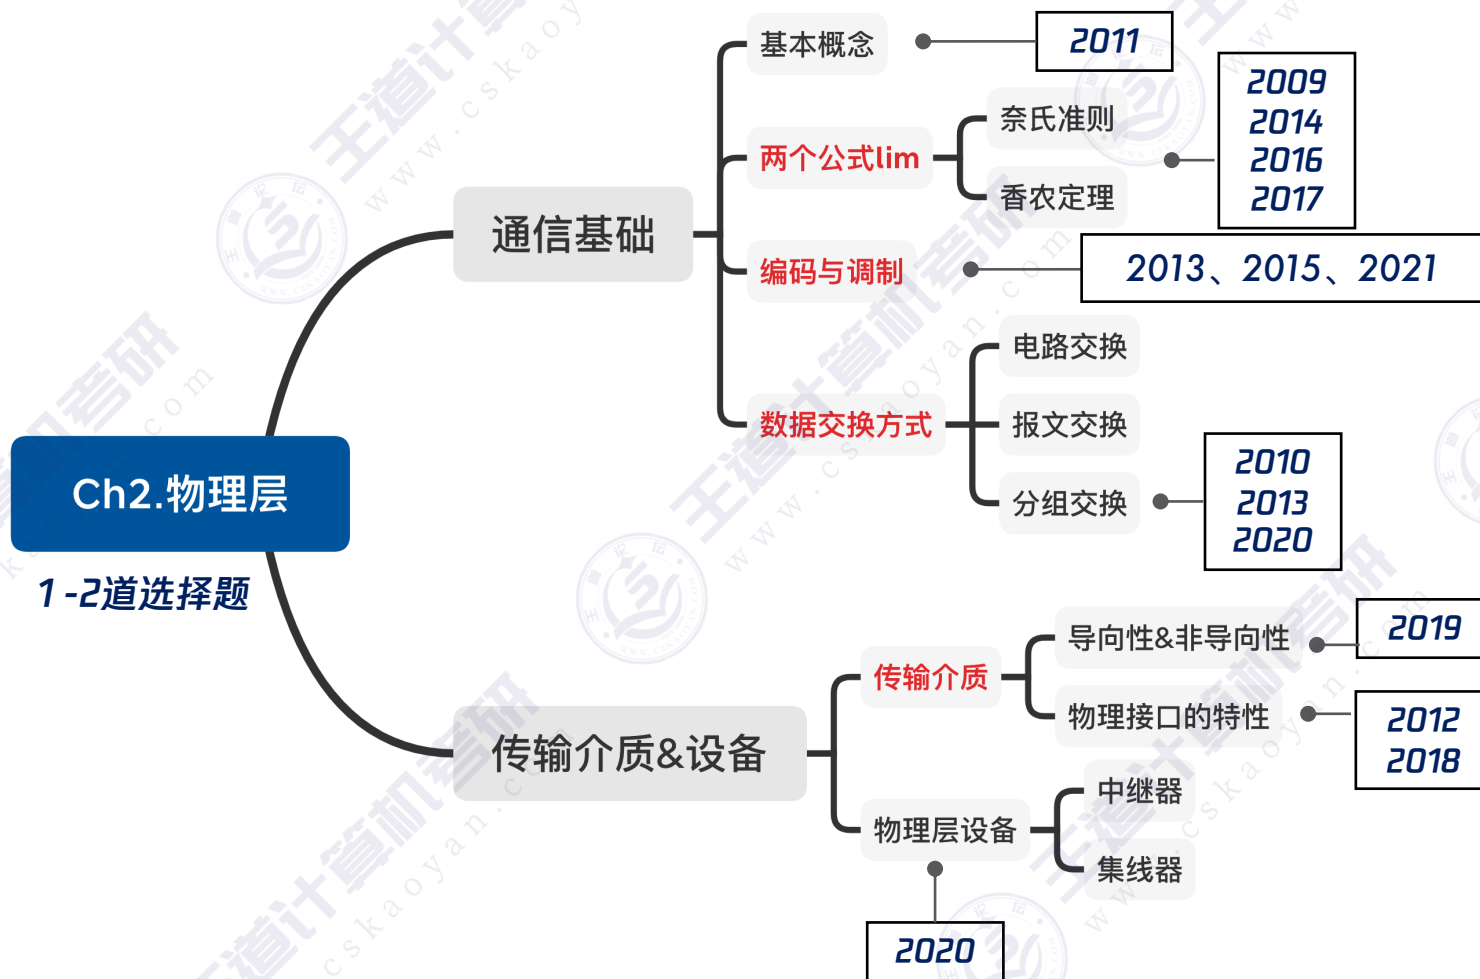 基本概念
2011
两个公式lim
奈氏准则
香农定理
2009
2014
2016
2017
通信基础
编码与调制
2013、2015、2021
数据交换方式
电路交换
报文交换
分组交换
2010
2013
2020
Ch2.物理层
1-2道选择题
传输介质&设备
传输介质
导向性&非导向性
2019
物理接口的特性
2012
2018
物理层设备
中继器
集线器
2020
王道计算机考研
www.cskaoyan.com